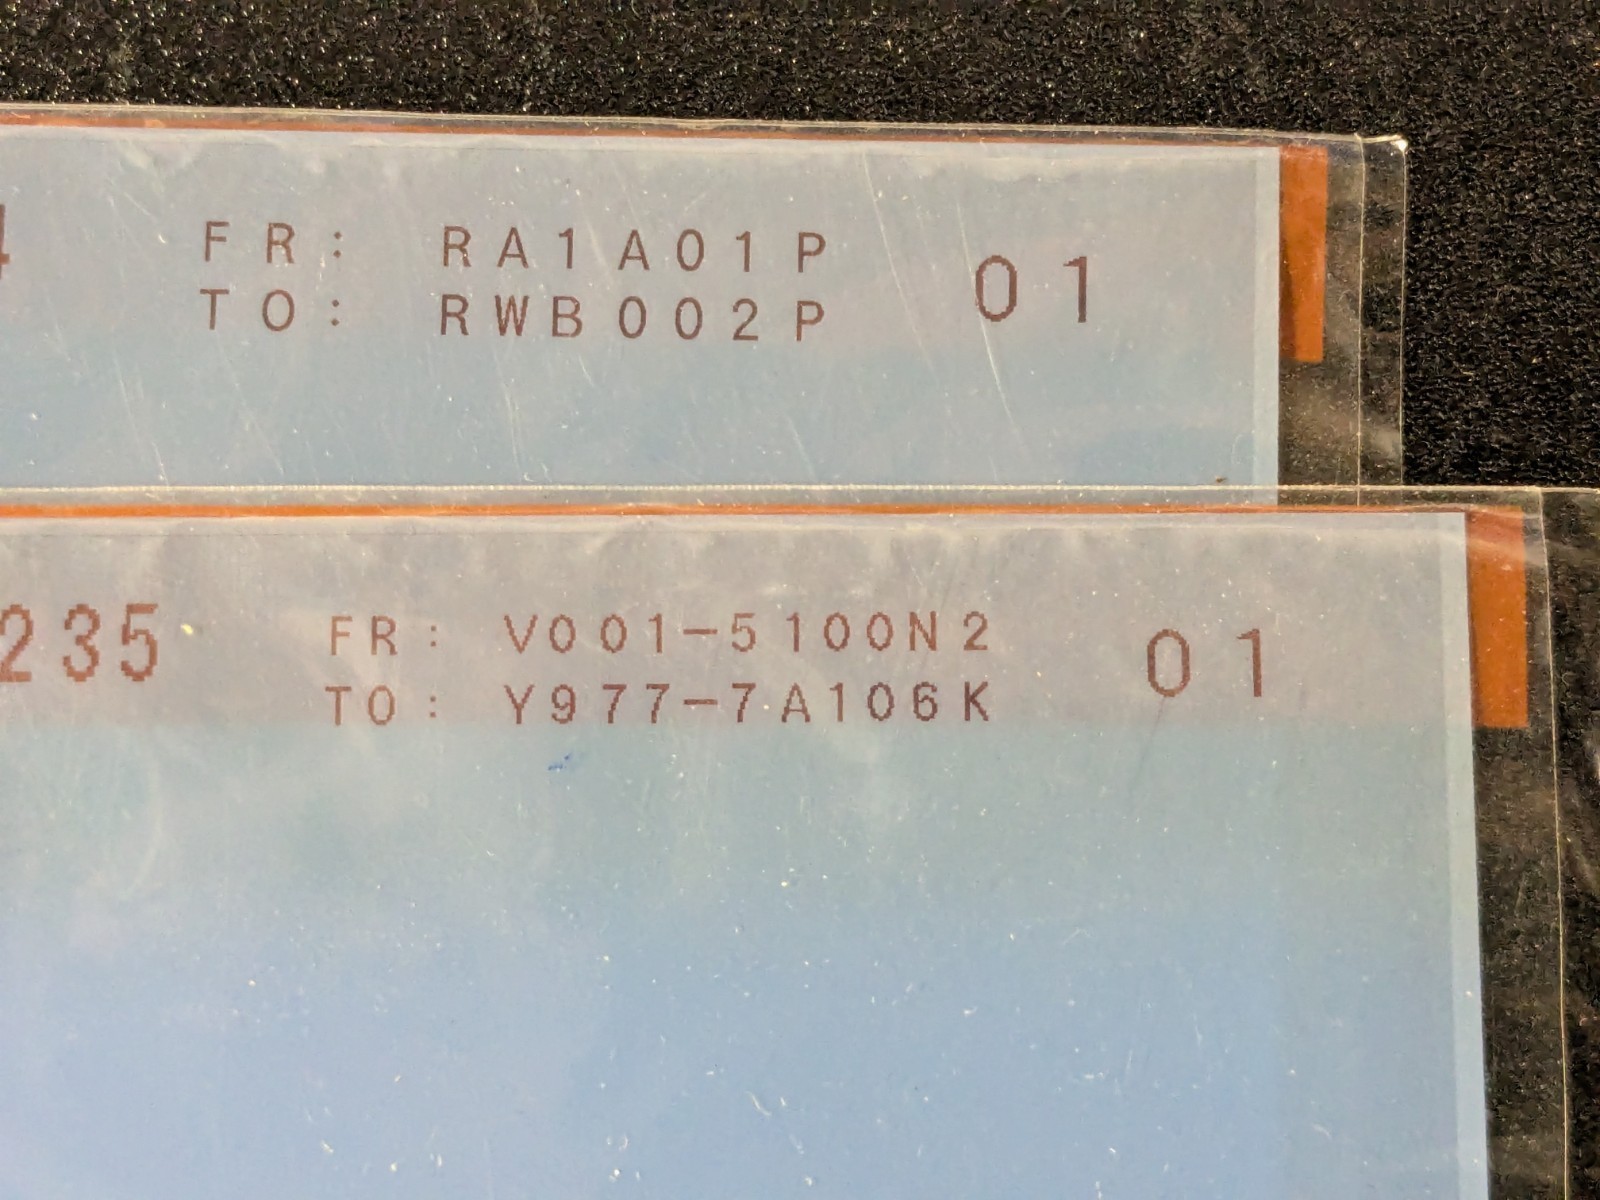 4 FR: RA1A01P 01
TO: RWB002P
235 FR: V001-5100N2 01
TO: Y977-7A106K